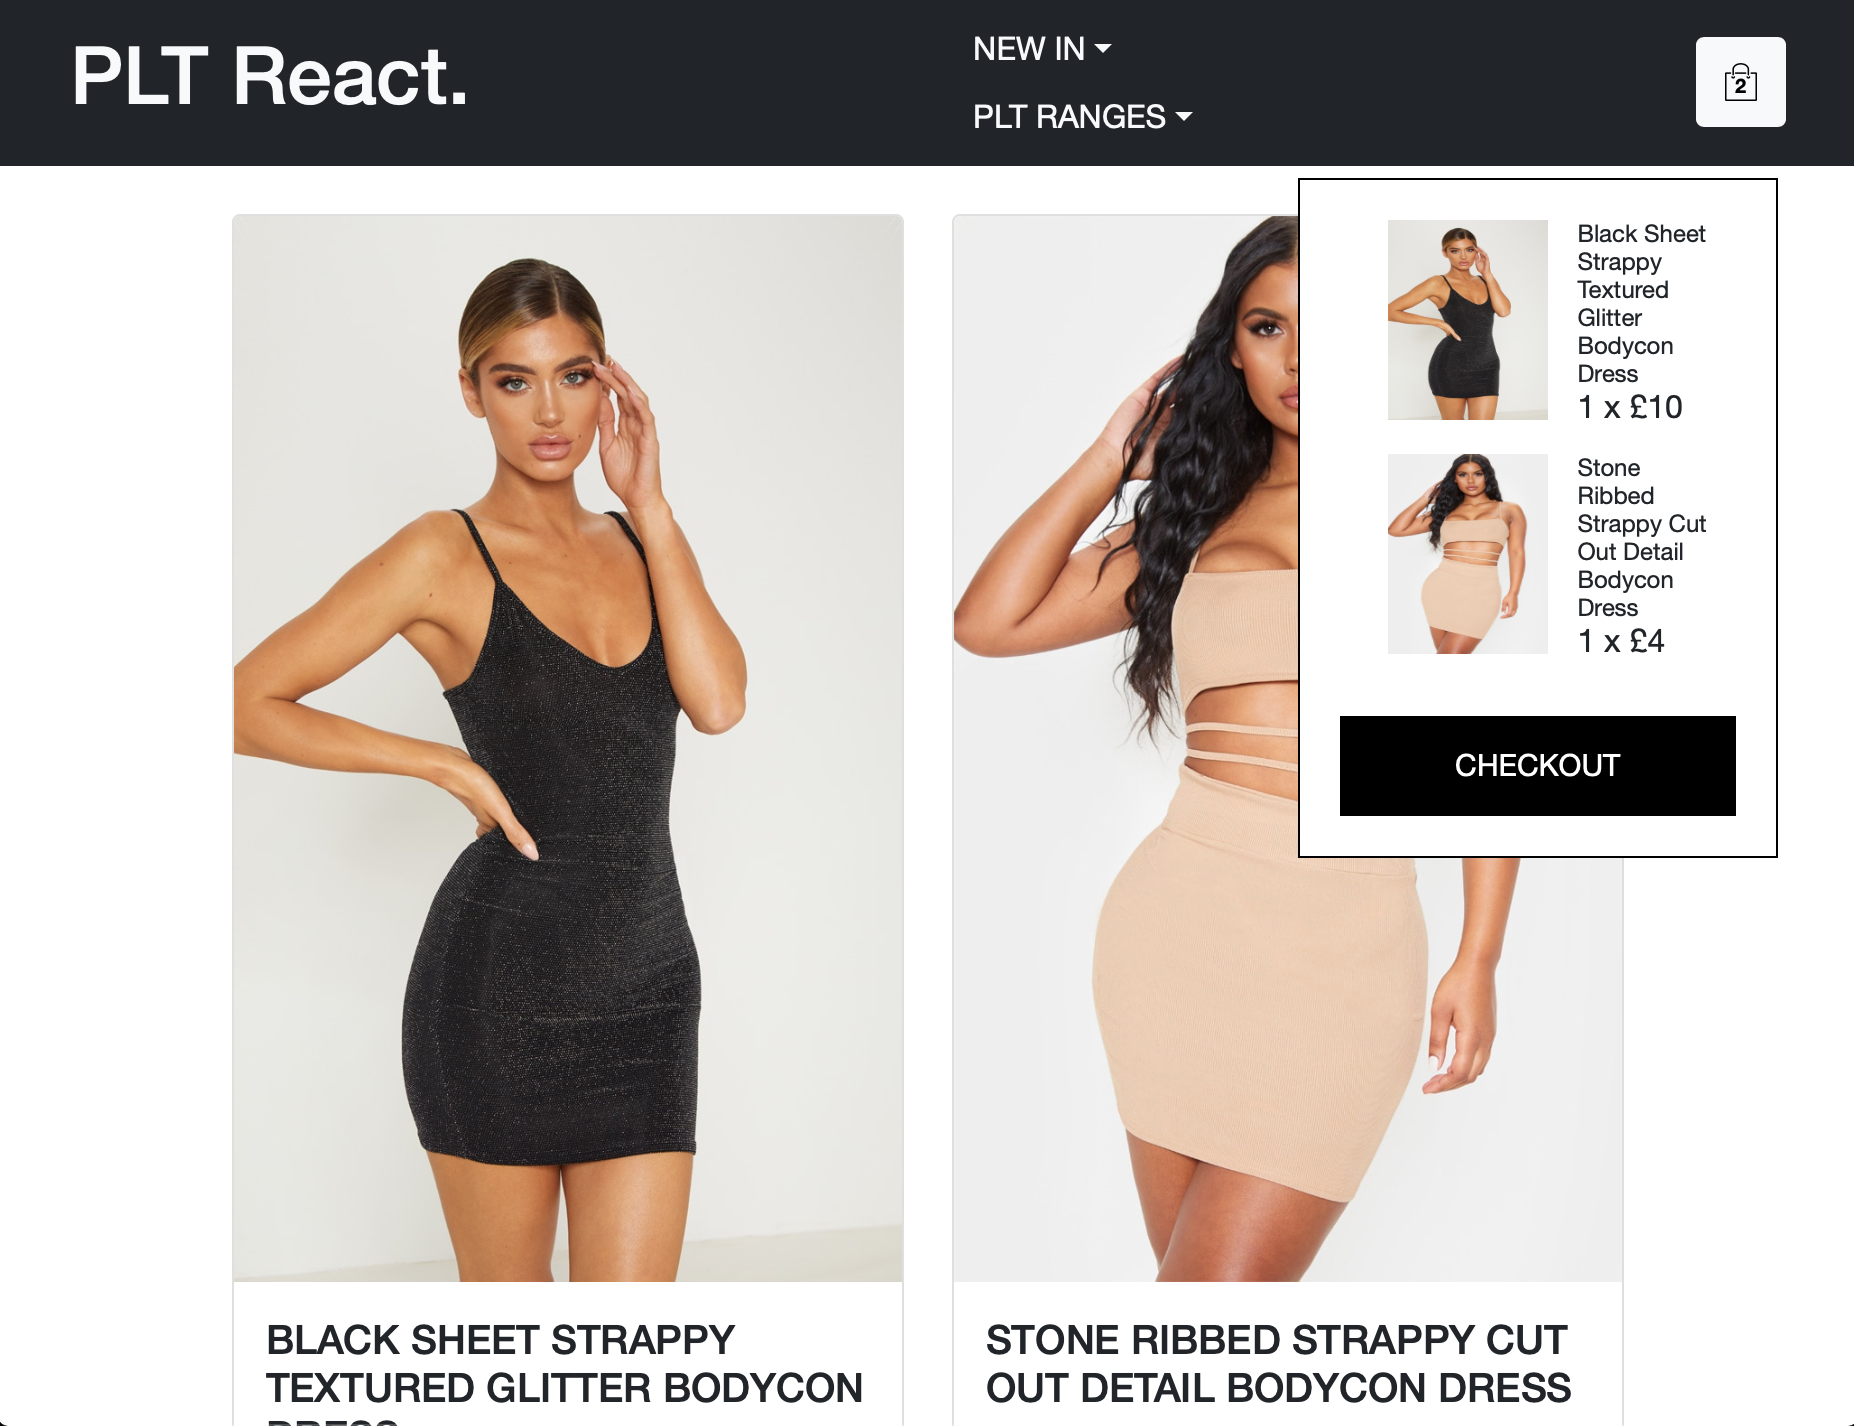 PLT React.
NEW IN
PLT RANGES
2
Black Sheet
Strappy
Textured
Glitter
Bodycon
Dress
1 x £10
Stone
Ribbed
Strappy Cut
Out Detail
Bodycon
Dress
1 x £4
CHECKOUT
BLACK SHEET STRAPPY
TEXTURED GLITTER BODYCON
DRESS
STONE RIBBED STRAPPY CUT
OUT DETAIL BODYCON DRESS